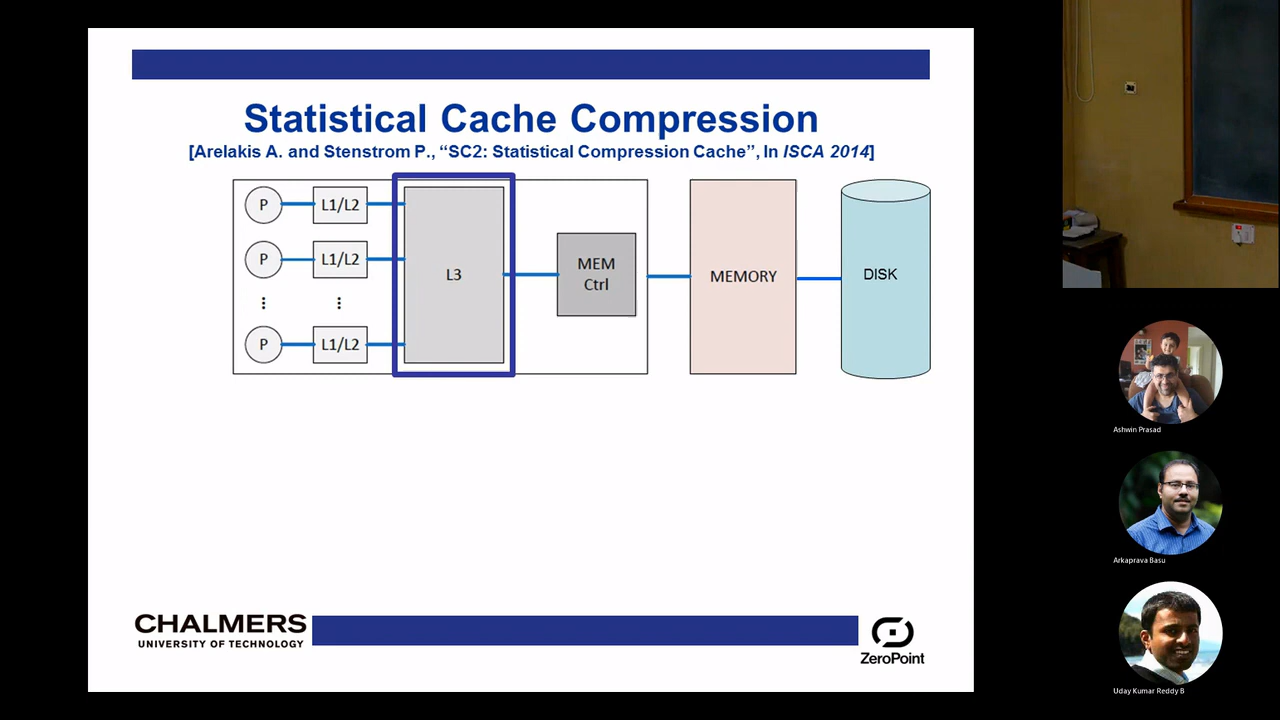 Statistical Cache Compression
[Arelakis A. and Stenstrom P., “SC2: Statistical Compression Cache”, In ISCA 2014]
P
L1/L2
P
L1/L2
P
L1/L2
L3
MEM
Ctrl
MEMORY
DISK
CHALMERS
UNIVERSITY OF TECHNOLOGY
ZeroPoint
Ashwin Prasad
Arkaprava Basu
Uday Kumar Reddy B